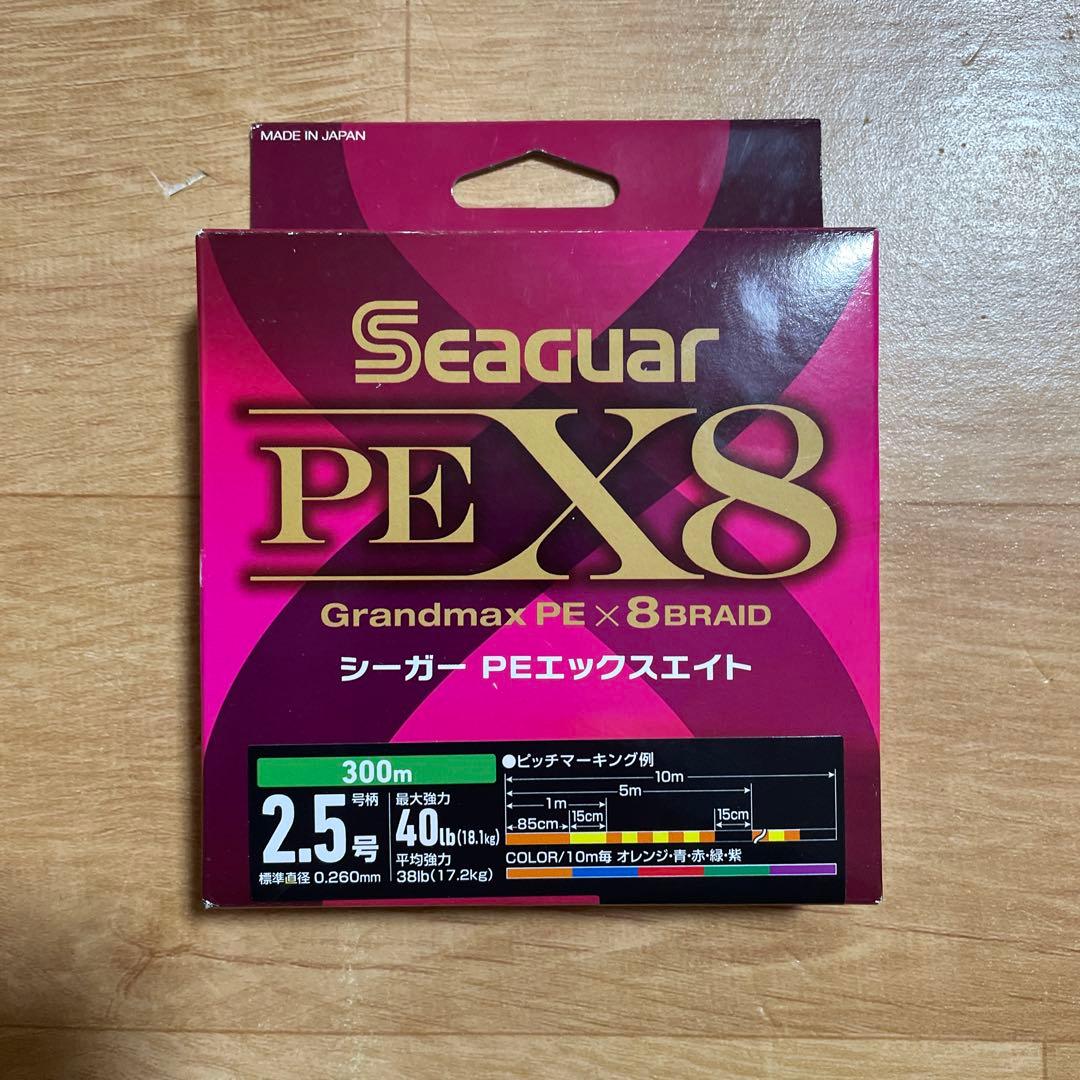 MADE IN JAPAN
SEAGUAR
PE X8
Grandmax PE × 8 BRAID
シーガー PEエックスエイト
300m
号柄
2.5号
標準直径 0.260mm
最大強力
40lb(18.1kg)
平均強力
38lb(17.2kg)
●ピッチマーキング例
10m
5m
1m
15cm
15cm
85cm
COLOR/10m毎 オレンジ・青・赤・緑・紫